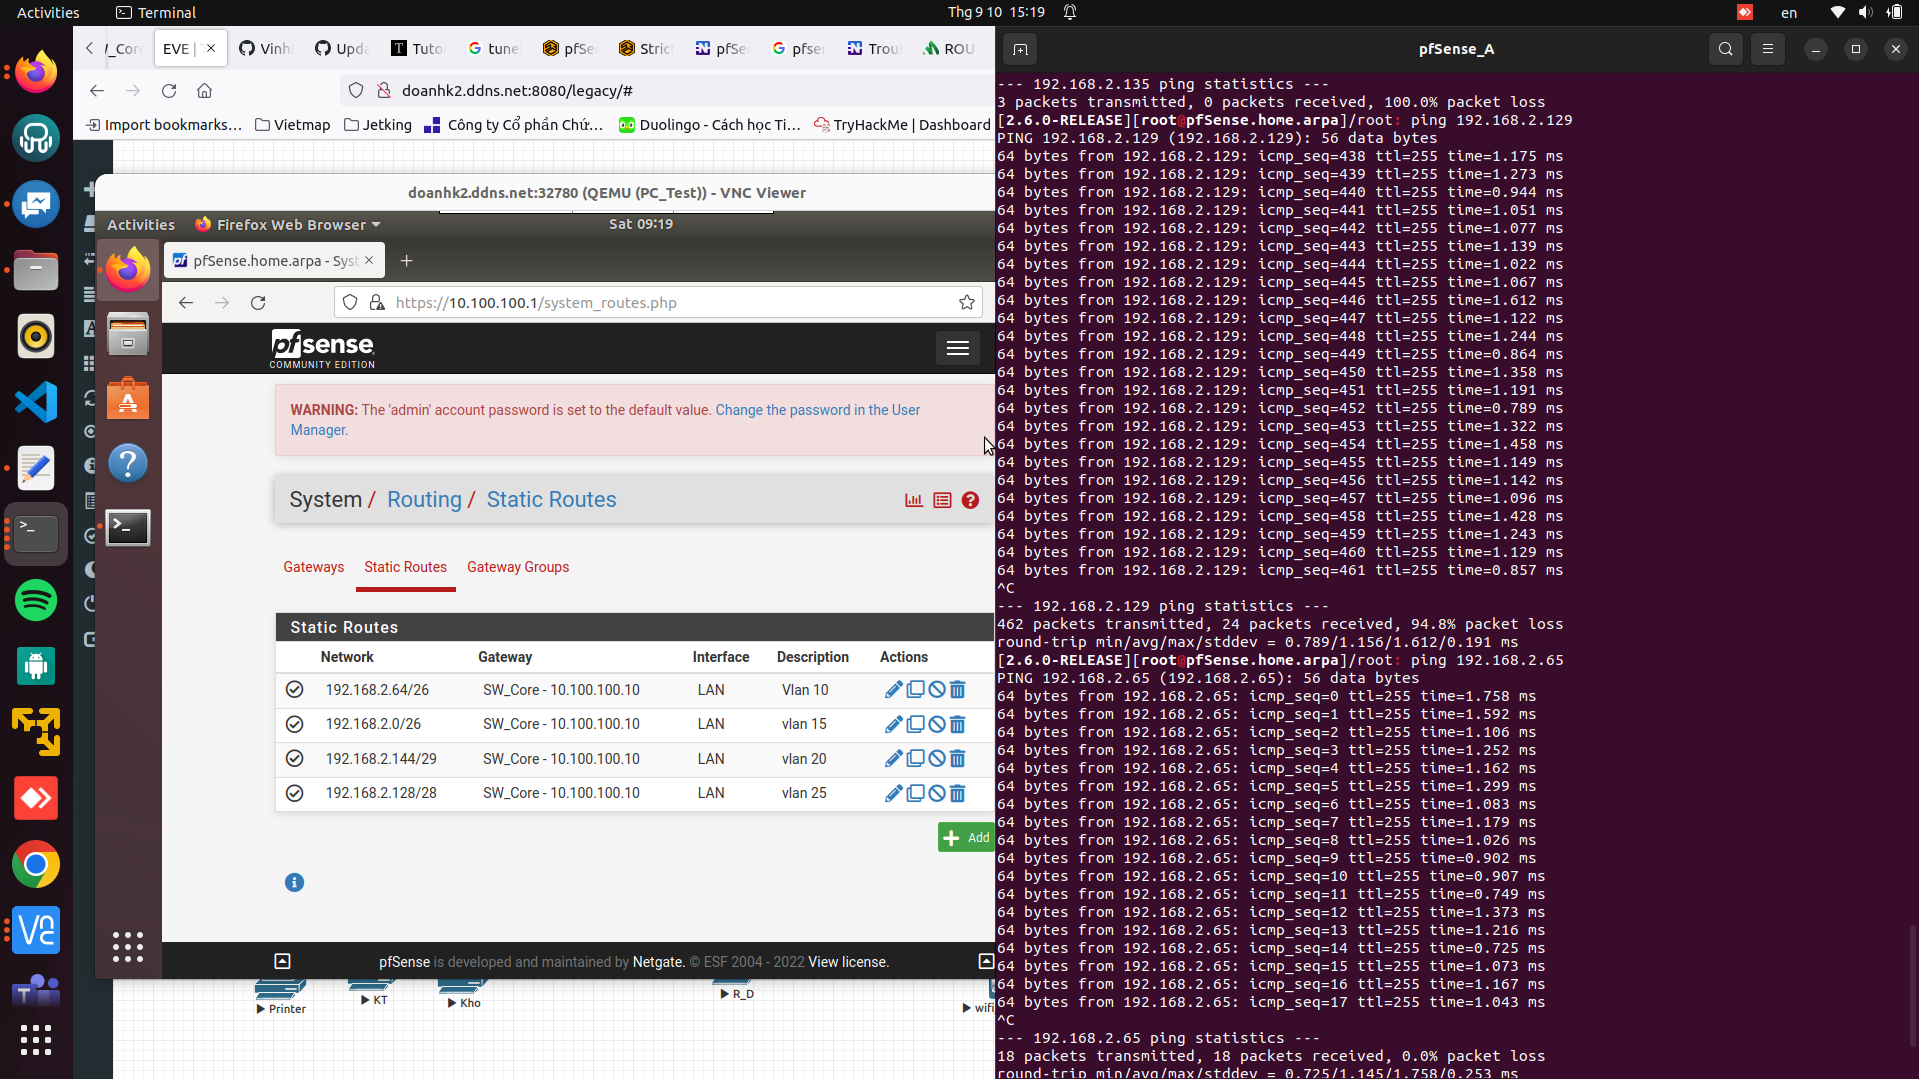 Activities
Terminal
Thg 9 10 15:19
en
EVE |
Vinh
Upda
Tuto
tune
pfSe
Stric
pfSe
pfser
Trou
ROU
doanhk2.ddns.net:8080/legacy/#
Import bookmarks...
Vietmap
Jetking
Công ty Cổ phần Chứ...
Duolingo - Cách học Ti...
TryHackMe | Dashboard
doanhk2.ddns.net:32780 (QEMU (PC_Test)) - VNC Viewer
Activities
Firefox Web Browser
Sat 09:19
pfSense.home.arpa - Syst
https://10.100.100.1/system_routes.php
pfsense
COMMUNITY EDITION
WARNING: The 'admin' account password is set to the default value. Change the password in the User
Manager.
System / Routing / Static Routes
Gateways
Static Routes
Gateway Groups
Static Routes
Network Gateway Interface Description Actions
192.168.2.64/26 SW_Core - 10.100.100.10 LAN Vlan 10
192.168.2.0/26 SW_Core - 10.100.100.10 LAN vlan 15
192.168.2.144/29 SW_Core - 10.100.100.10 LAN vlan 20
192.168.2.128/28 SW_Core - 10.100.100.10 LAN vlan 25
Add
pfSense is developed and maintained by Netgate. © ESF 2004 - 2022 View license.
Printer
KT
Kho
R_D
wifi
pfSense_A
--- 192.168.2.135 ping statistics ---
3 packets transmitted, 0 packets received, 100.0% packet loss
[2.6.0-RELEASE][root@pfSense.home.arpa]/root: ping 192.168.2.129
PING 192.168.2.129 (192.168.2.129): 56 data bytes
64 bytes from 192.168.2.129: icmp_seq=438 ttl=255 time=1.175 ms
64 bytes from 192.168.2.129: icmp_seq=439 ttl=255 time=1.273 ms
64 bytes from 192.168.2.129: icmp_seq=440 ttl=255 time=0.944 ms
64 bytes from 192.168.2.129: icmp_seq=441 ttl=255 time=1.051 ms
64 bytes from 192.168.2.129: icmp_seq=442 ttl=255 time=1.077 ms
64 bytes from 192.168.2.129: icmp_seq=443 ttl=255 time=1.139 ms
64 bytes from 192.168.2.129: icmp_seq=444 ttl=255 time=1.022 ms
64 bytes from 192.168.2.129: icmp_seq=445 ttl=255 time=1.067 ms
64 bytes from 192.168.2.129: icmp_seq=446 ttl=255 time=1.612 ms
64 bytes from 192.168.2.129: icmp_seq=447 ttl=255 time=1.122 ms
64 bytes from 192.168.2.129: icmp_seq=448 ttl=255 time=1.244 ms
64 bytes from 192.168.2.129: icmp_seq=449 ttl=255 time=0.864 ms
64 bytes from 192.168.2.129: icmp_seq=450 ttl=255 time=1.358 ms
64 bytes from 192.168.2.129: icmp_seq=451 ttl=255 time=1.191 ms
64 bytes from 192.168.2.129: icmp_seq=452 ttl=255 time=0.789 ms
64 bytes from 192.168.2.129: icmp_seq=453 ttl=255 time=1.322 ms
64 bytes from 192.168.2.129: icmp_seq=454 ttl=255 time=1.458 ms
64 bytes from 192.168.2.129: icmp_seq=455 ttl=255 time=1.149 ms
64 bytes from 192.168.2.129: icmp_seq=456 ttl=255 time=1.142 ms
64 bytes from 192.168.2.129: icmp_seq=457 ttl=255 time=1.096 ms
64 bytes from 192.168.2.129: icmp_seq=458 ttl=255 time=1.428 ms
64 bytes from 192.168.2.129: icmp_seq=459 ttl=255 time=1.243 ms
64 bytes from 192.168.2.129: icmp_seq=460 ttl=255 time=1.129 ms
64 bytes from 192.168.2.129: icmp_seq=461 ttl=255 time=0.857 ms
^C
--- 192.168.2.129 ping statistics ---
462 packets transmitted, 24 packets received, 94.8% packet loss
round-trip min/avg/max/stddev = 0.789/1.156/1.612/0.191 ms
[2.6.0-RELEASE][root@pfSense.home.arpa]/root: ping 192.168.2.65
PING 192.168.2.65 (192.168.2.65): 56 data bytes
64 bytes from 192.168.2.65: icmp_seq=0 ttl=255 time=1.758 ms
64 bytes from 192.168.2.65: icmp_seq=1 ttl=255 time=1.592 ms
64 bytes from 192.168.2.65: icmp_seq=2 ttl=255 time=1.106 ms
64 bytes from 192.168.2.65: icmp_seq=3 ttl=255 time=1.252 ms
64 bytes from 192.168.2.65: icmp_seq=4 ttl=255 time=1.162 ms
64 bytes from 192.168.2.65: icmp_seq=5 ttl=255 time=1.299 ms
64 bytes from 192.168.2.65: icmp_seq=6 ttl=255 time=1.083 ms
64 bytes from 192.168.2.65: icmp_seq=7 ttl=255 time=1.179 ms
64 bytes from 192.168.2.65: icmp_seq=8 ttl=255 time=1.026 ms
64 bytes from 192.168.2.65: icmp_seq=9 ttl=255 time=0.902 ms
64 bytes from 192.168.2.65: icmp_seq=10 ttl=255 time=0.907 ms
64 bytes from 192.168.2.65: icmp_seq=11 ttl=255 time=0.749 ms
64 bytes from 192.168.2.65: icmp_seq=12 ttl=255 time=1.373 ms
64 bytes from 192.168.2.65: icmp_seq=13 ttl=255 time=1.216 ms
64 bytes from 192.168.2.65: icmp_seq=14 ttl=255 time=0.725 ms
64 bytes from 192.168.2.65: icmp_seq=15 ttl=255 time=1.073 ms
64 bytes from 192.168.2.65: icmp_seq=16 ttl=255 time=1.167 ms
64 bytes from 192.168.2.65: icmp_seq=17 ttl=255 time=1.043 ms
^C
--- 192.168.2.65 ping statistics ---
18 packets transmitted, 18 packets received, 0.0% packet loss
round-trip min/avg/max/stddev = 0.725/1.145/1.758/0.253 ms